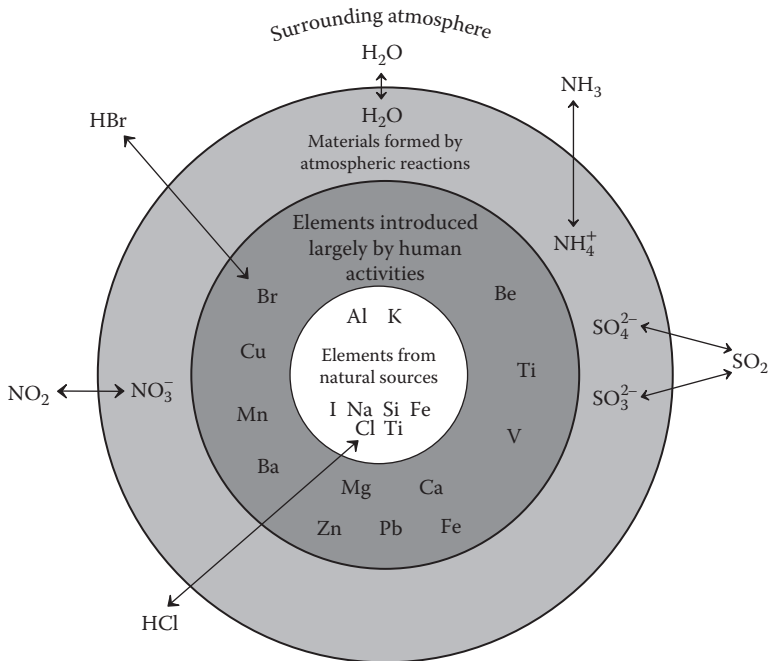 Surrounding atmosphere
H₂O
NH₃
H₂O
HBr
Materials formed by
atmospheric reactions
Elements introduced
largely by human
activities
NH₄⁺
Br
Be
Al K
SO₄²⁻
Cu
Elements from
natural sources
Ti
SO₂
NO₂
NO₃⁻
SO₃²⁻
I Na Si Fe
Mn
Cl Ti
V
Ba
Mg
Ca
Zn
Pb
Fe
HCl